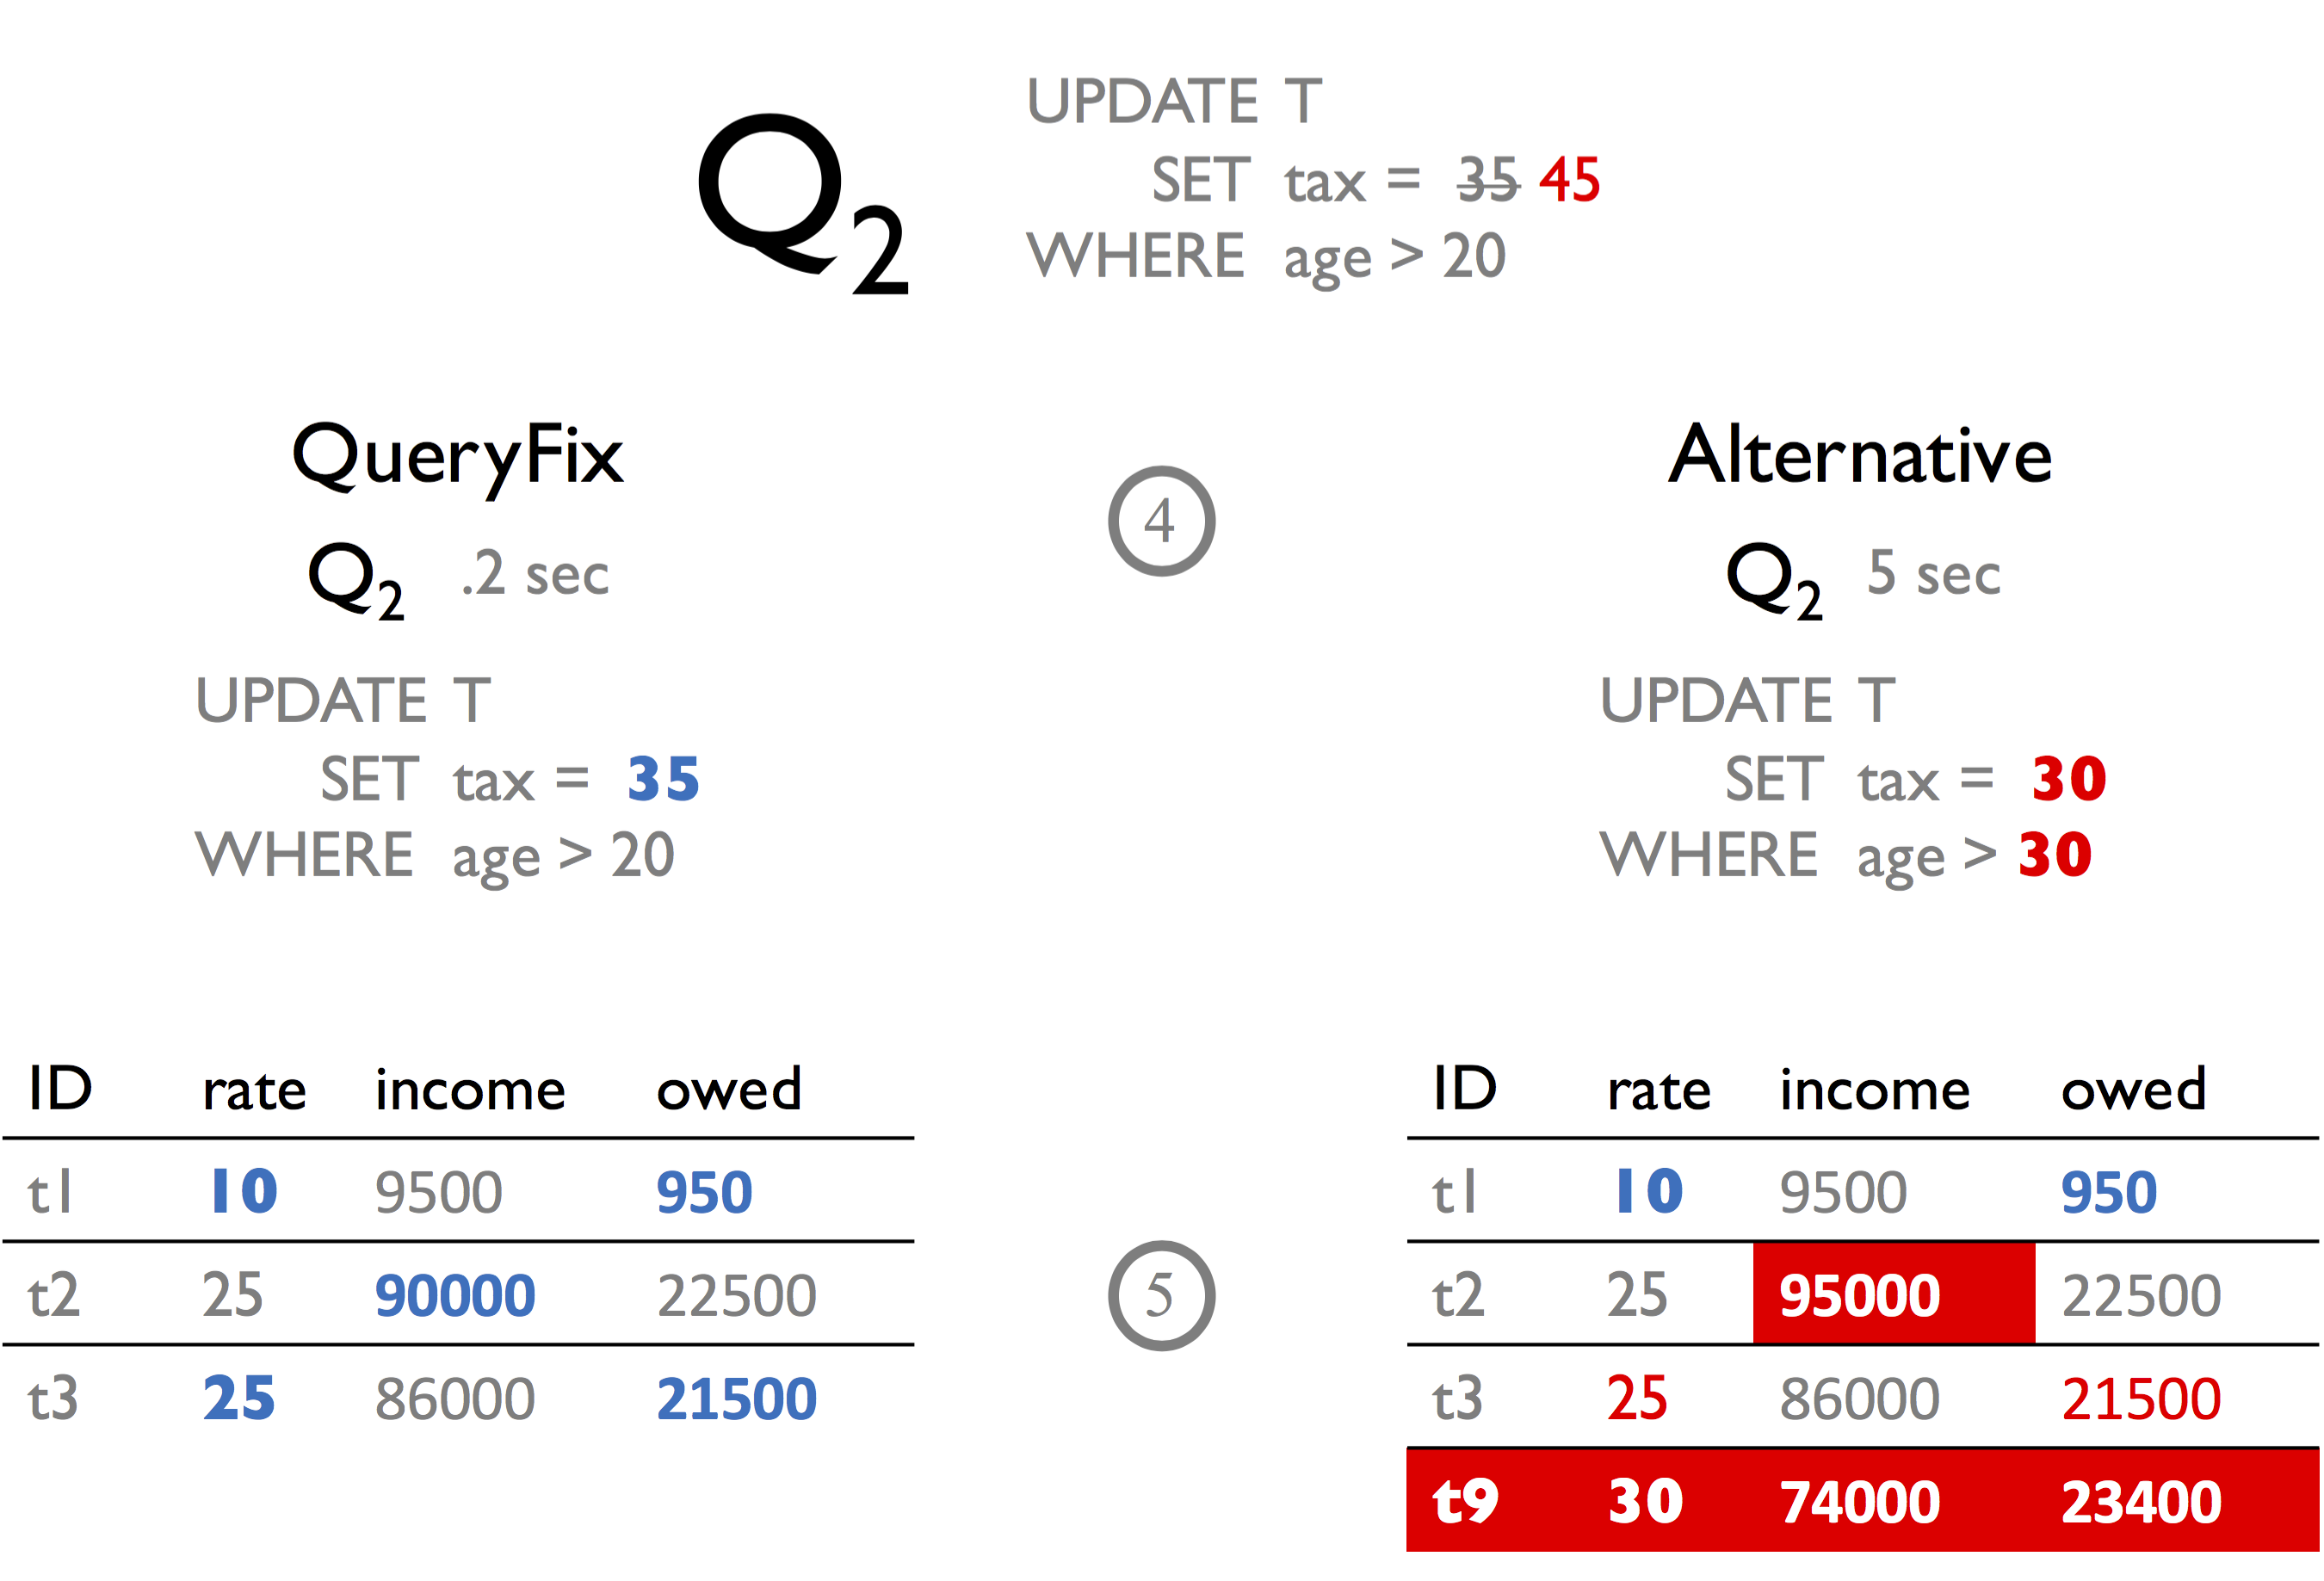 Q2
UPDATE T
SET tax = 35 45
WHERE age > 20
QueryFix
Q2 .2 sec
UPDATE T
SET tax = 35
WHERE age > 20
4
Alternative
Q2 5 sec
UPDATE T
SET tax = 30
WHERE age > 30
ID rate income owed
t1 10 9500 950
t2 25 90000 22500
t3 25 86000 21500
5
ID rate income owed
t1 10 9500 950
t2 25 95000 22500
t3 25 86000 21500
t9 30 74000 23400